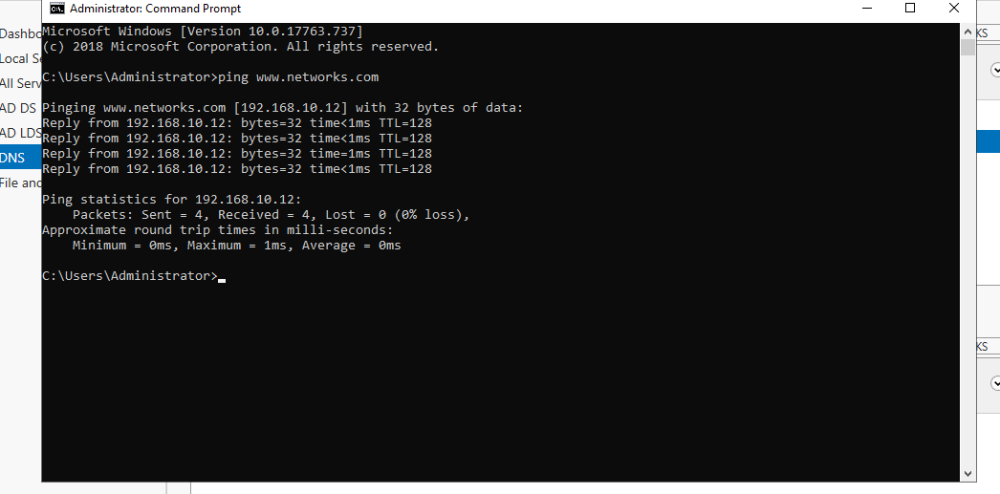 Administrator: Command Prompt
Microsoft Windows [Version 10.0.17763.737]
(c) 2018 Microsoft Corporation. All rights reserved.
C:\Users\Administrator>ping www.networks.com
Pinging www.networks.com [192.168.10.12] with 32 bytes of data:
Reply from 192.168.10.12: bytes=32 time<1ms TTL=128
Reply from 192.168.10.12: bytes=32 time<1ms TTL=128
Reply from 192.168.10.12: bytes=32 time=1ms TTL=128
Reply from 192.168.10.12: bytes=32 time<1ms TTL=128
Ping statistics for 192.168.10.12:
Packets: Sent = 4, Received = 4, Lost = 0 (0% loss),
Approximate round trip times in milli-seconds:
Minimum = 0ms, Maximum = 1ms, Average = 0ms
C:\Users\Administrator>
Dashbo
Local Se
All Serv
AD DS
AD LDS
DNS
File and
KS
KS